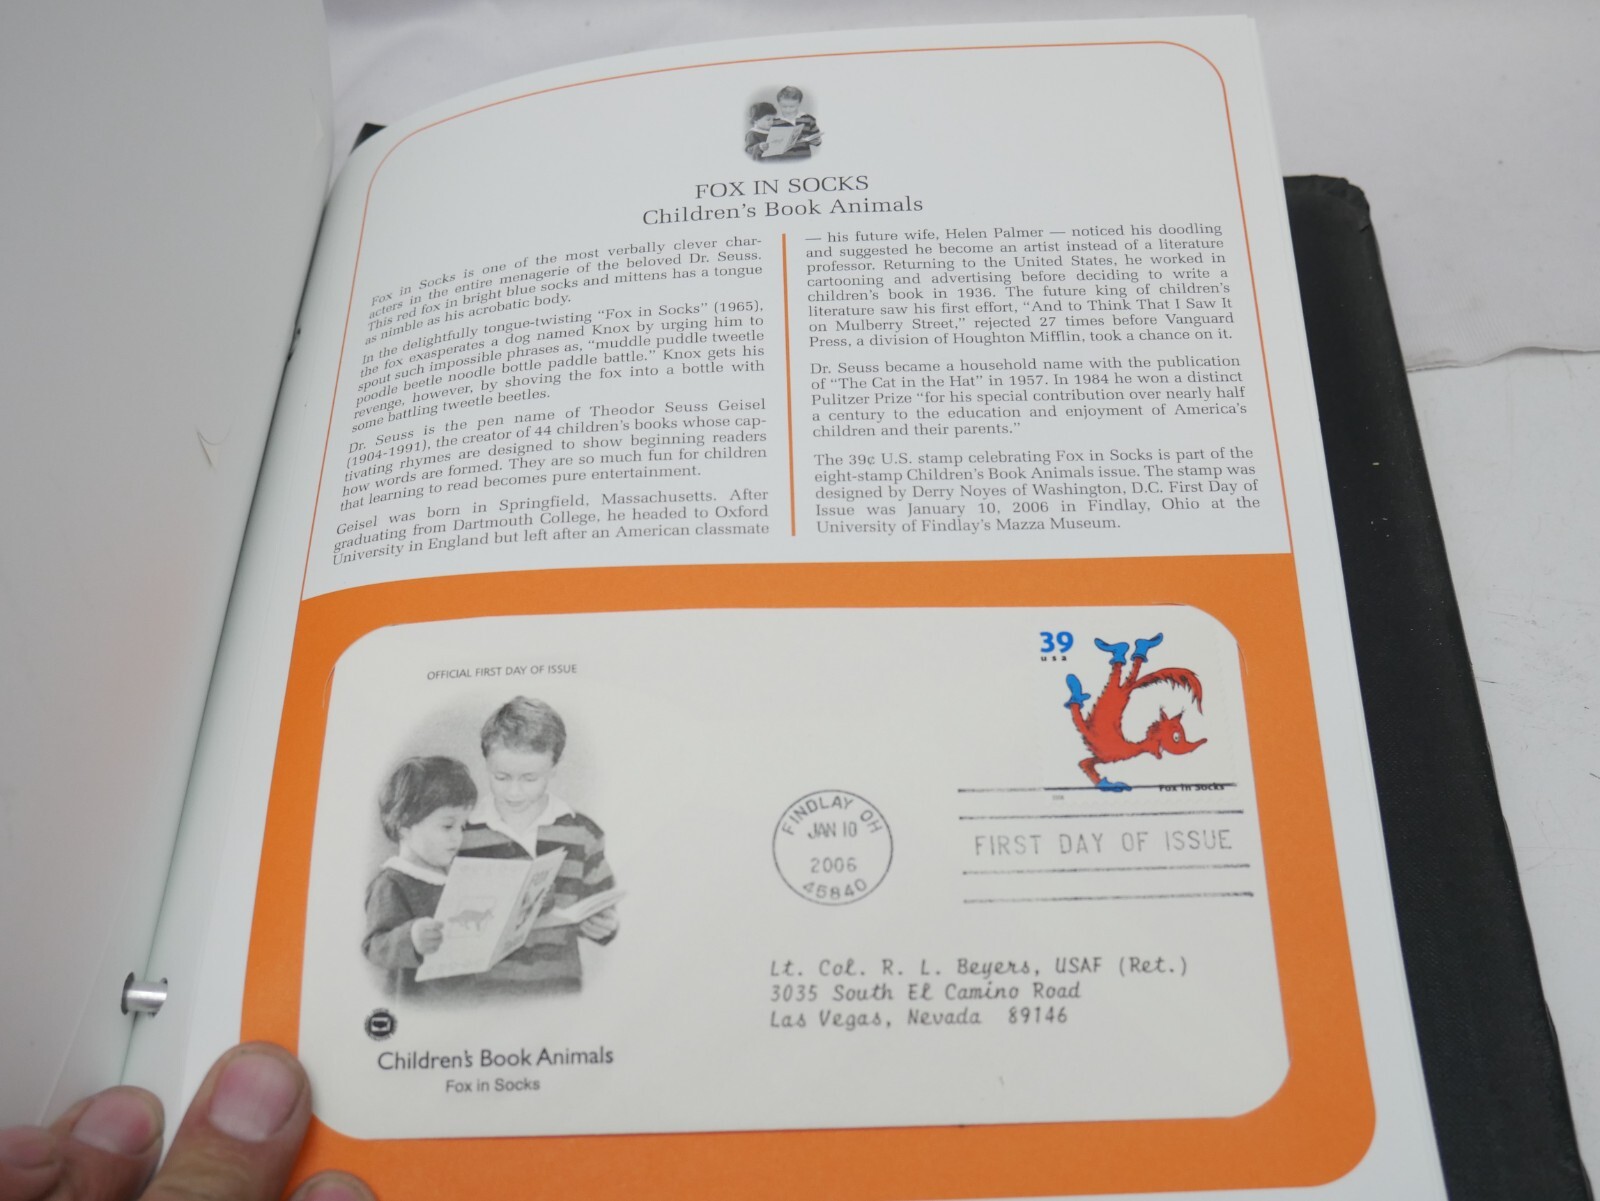 FOX IN SOCKS
Children's Book Animals
Fox in Socks is one of the most verbally clever char-
acters in the entire menagerie of the beloved Dr. Seuss.
This red fox in bright blue socks and mittens has a tongue
as nimble as his acrobatic body.
In the delightfully tongue-twisting "Fox in Socks" (1965),
the fox exasperates a dog named Knox by urging him to
spout such impossible phrases as, "muddle puddle tweetle
poodle beetle noodle bottle paddle battle." Knox gets his
revenge, however, by shoving the fox into a bottle with
some battling tweetle beetles.
Dr. Seuss is the pen name of Theodor Seuss Geisel
(1904-1991), the creator of 44 children's books whose cap-
tivating rhymes are designed to show beginning readers
how words are formed. They are so much fun for children
that learning to read becomes pure entertainment.
Geisel was born in Springfield, Massachusetts. After
graduating from Dartmouth College, he headed to Oxford
University in England but left after an American classmate
— his future wife, Helen Palmer — noticed his doodling
and suggested he become an artist instead of a literature
professor. Returning to the United States, he worked in
cartooning and advertising before deciding to write a
children's book in 1936. The future king of children's
literature saw his first effort, "And to Think That I Saw It
on Mulberry Street," rejected 27 times before Vanguard
Press, a division of Houghton Mifflin, took a chance on it.
Dr. Seuss became a household name with the publication
of "The Cat in the Hat" in 1957. In 1984 he won a distinct
Pulitzer Prize "for his special contribution over nearly half
a century to the education and enjoyment of America's
children and their parents."
The 39¢ U.S. stamp celebrating Fox in Socks is part of the
eight-stamp Children's Book Animals issue. The stamp was
designed by Derry Noyes of Washington, D.C. First Day of
Issue was January 10, 2006 in Findlay, Ohio at the
University of Findlay's Mazza Museum.
OFFICIAL FIRST DAY OF ISSUE
39
usa
Fox in Socks
FINDLAY OH
JAN 10
2006
45840
FIRST DAY OF ISSUE
Lt. Col. R. L. Beyers, USAF (Ret.)
3035 South El Camino Road
Las Vegas, Nevada 89146
Children's Book Animals
Fox in Socks